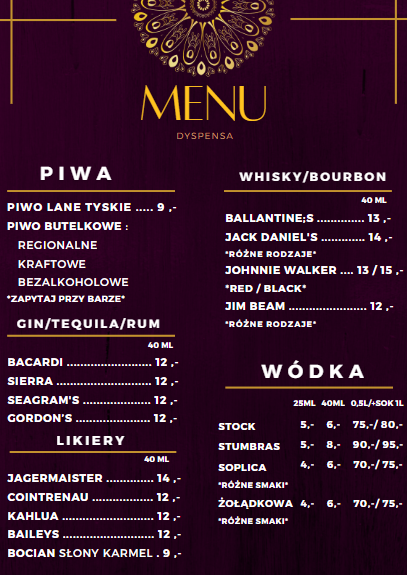 MENU
DYSPENSA
PIWA
PIWO LANE TYSKIE ..... 9 ,-
PIWO BUTELKOWE :
REGIONALNE
KRAFTOWE
BEZALKOHOLOWE
*ZAPYTAJ PRZY BARZE*
GIN/TEQUILA/RUM
40 ML
BACARDI .......................... 12 ,-
SIERRA ............................. 12 ,-
SEAGRAM'S ..................... 12 ,-
GORDON'S ....................... 12 ,-
LIKIERY
40 ML
JAGERMAISTER .............. 14 ,-
COINTRENAU ................... 12 ,-
KAHLUA ............................ 12 ,-
BAILEYS ............................ 12 ,-
BOCIAN SŁONY KARMEL . 9 ,-
WHISKY/BOURBON
40 ML
BALLANTINE;S .............. 13 ,-
JACK DANIEL'S ............. 14 ,-
*RÓŻNE RODZAJE*
JOHNNIE WALKER .... 13 / 15 ,-
*RED / BLACK*
JIM BEAM ....................... 12 ,-
*RÓŻNE RODZAJE*
WÓDKA
25ML 40ML 0,5L/+SOK 1L
STOCK 5,- 6,- 75,-/ 80,-
STUMBRAS 5,- 8,- 90,-/ 95,-
SOPLICA 4,- 6,- 70,-/ 75,-
*RÓŻNE SMAKI*
ŻOŁĄDKOWA 4,- 6,- 70,-/ 75,-
*RÓŻNE SMAKI*